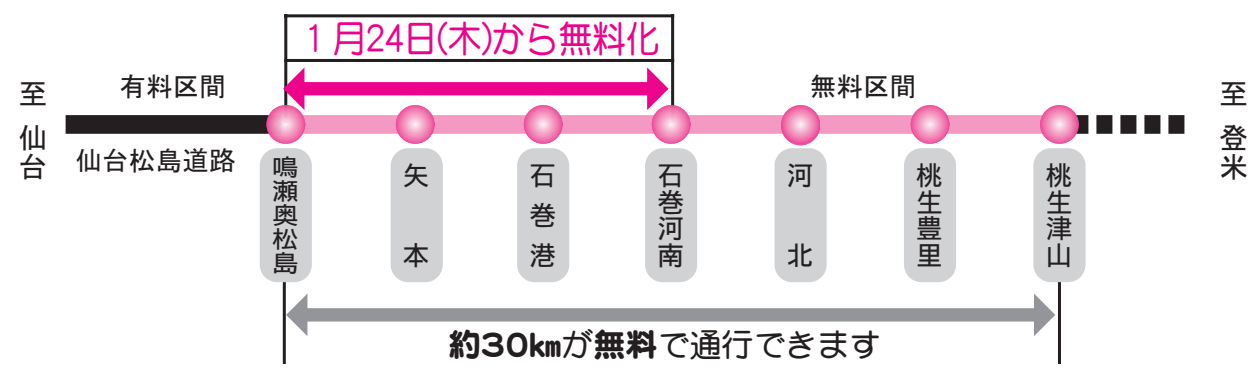 1月24日(木)から無料化
至仙台
有料区間
無料区間
至登米
仙台松島道路
鳴瀬奥松島
矢本
石巻港
石巻河南
河北
桃生豊里
桃生津山
約30kmが無料で通行できます